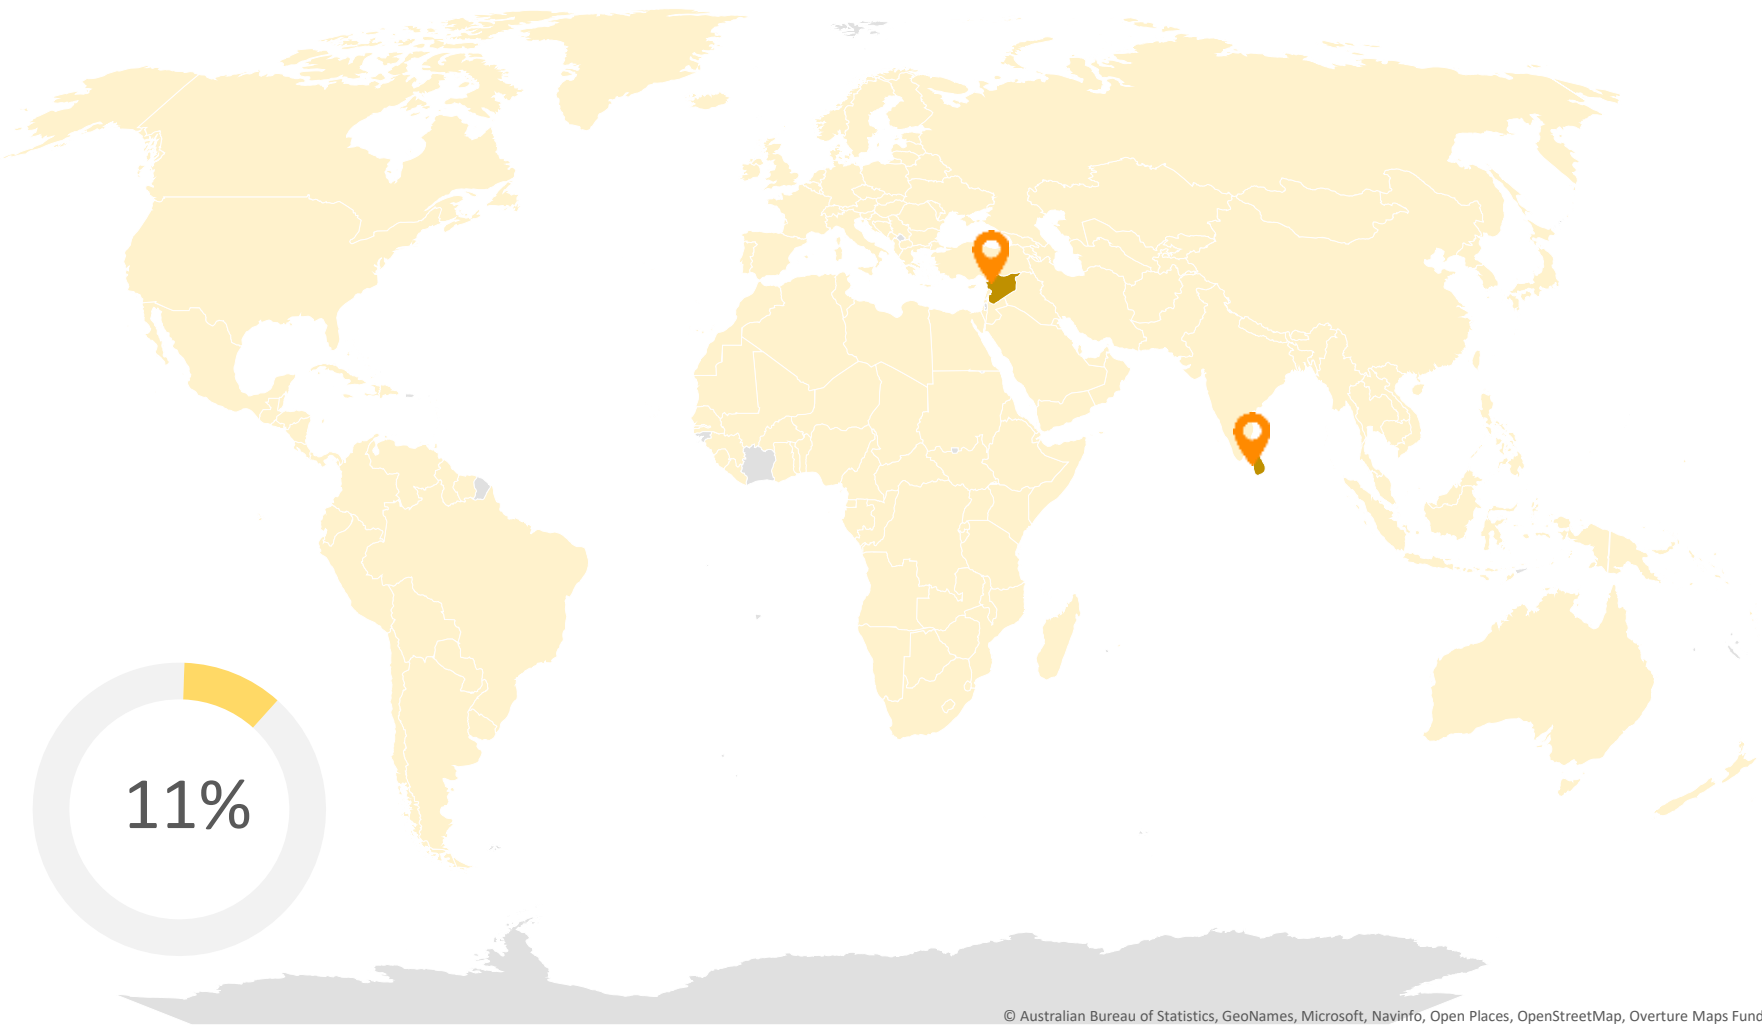 11%
© Australian Bureau of Statistics, GeoNames, Microsoft, Navinfo, Open Places, OpenStreetMap, Overture Maps Fund